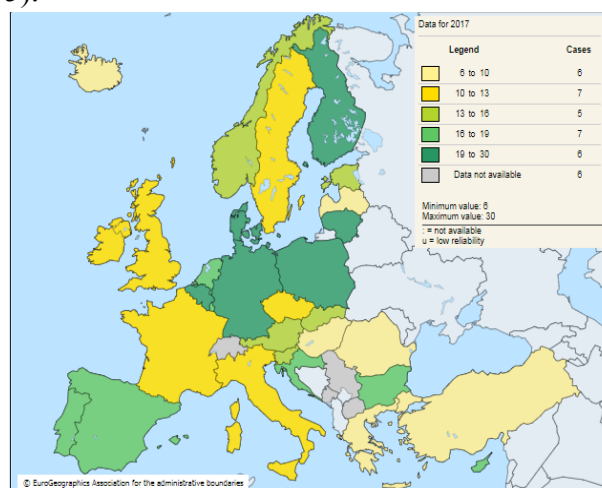 5).
Data for 2017
Legend Cases
6 to 10 6
10 to 13 7
13 to 16 5
16 to 19 7
19 to 30 6
Data not available 6
Minimum value: 6
Maximum value: 30
: = not available
u = low reliability
© EuroGeographics Association for the administrative boundaries